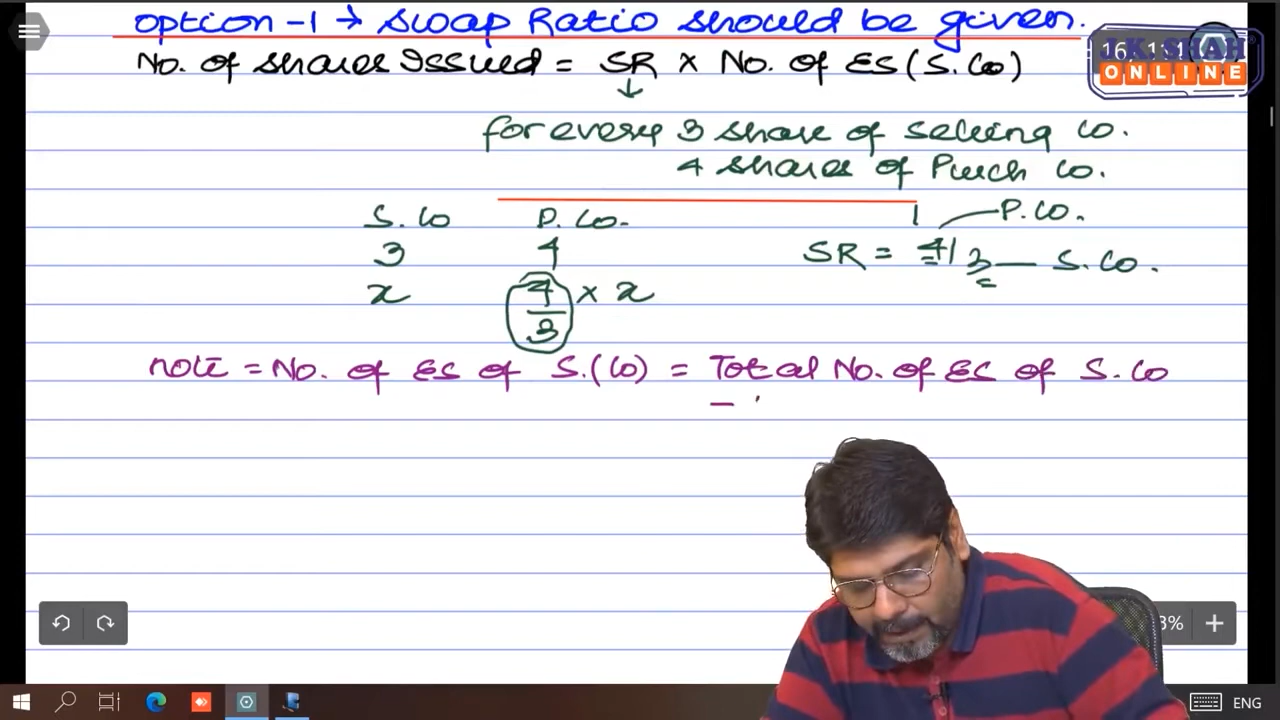 option -1 → Swap Ratio should be given.
No. of shares Issued = SR × No. of ES (S. Co)
↓
for every 3 share of selling co.
4 shares of Purch co.
S. Co P. Co.
3 4
x 4/3 × x
1 P. Co.
SR = 4/3 S. Co.
note = No. of ES of S. (Co) = Total No. of ES of S. Co
ONLINE
3%
ENG